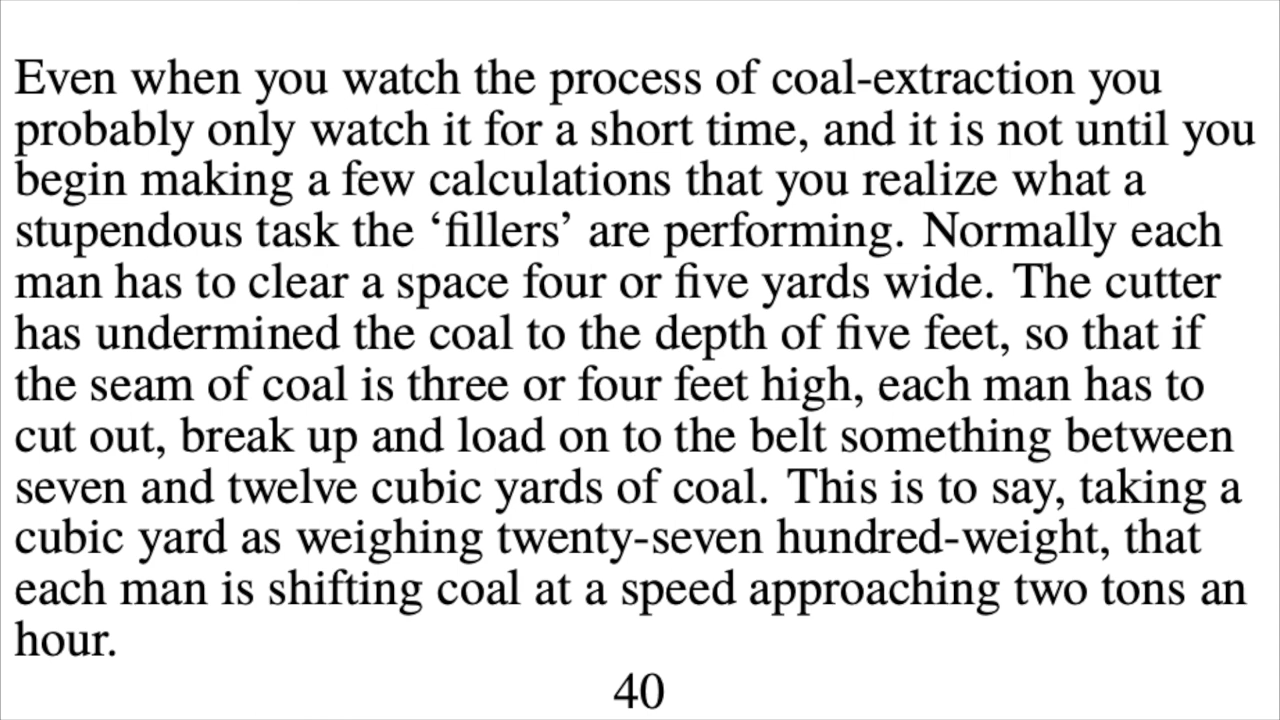 Even when you watch the process of coal-extraction you
probably only watch it for a short time, and it is not until you
begin making a few calculations that you realize what a
stupendous task the ‘fillers’ are performing. Normally each
man has to clear a space four or five yards wide. The cutter
has undermined the coal to the depth of five feet, so that if
the seam of coal is three or four feet high, each man has to
cut out, break up and load on to the belt something between
seven and twelve cubic yards of coal. This is to say, taking a
cubic yard as weighing twenty-seven hundred-weight, that
each man is shifting coal at a speed approaching two tons an
hour.
40